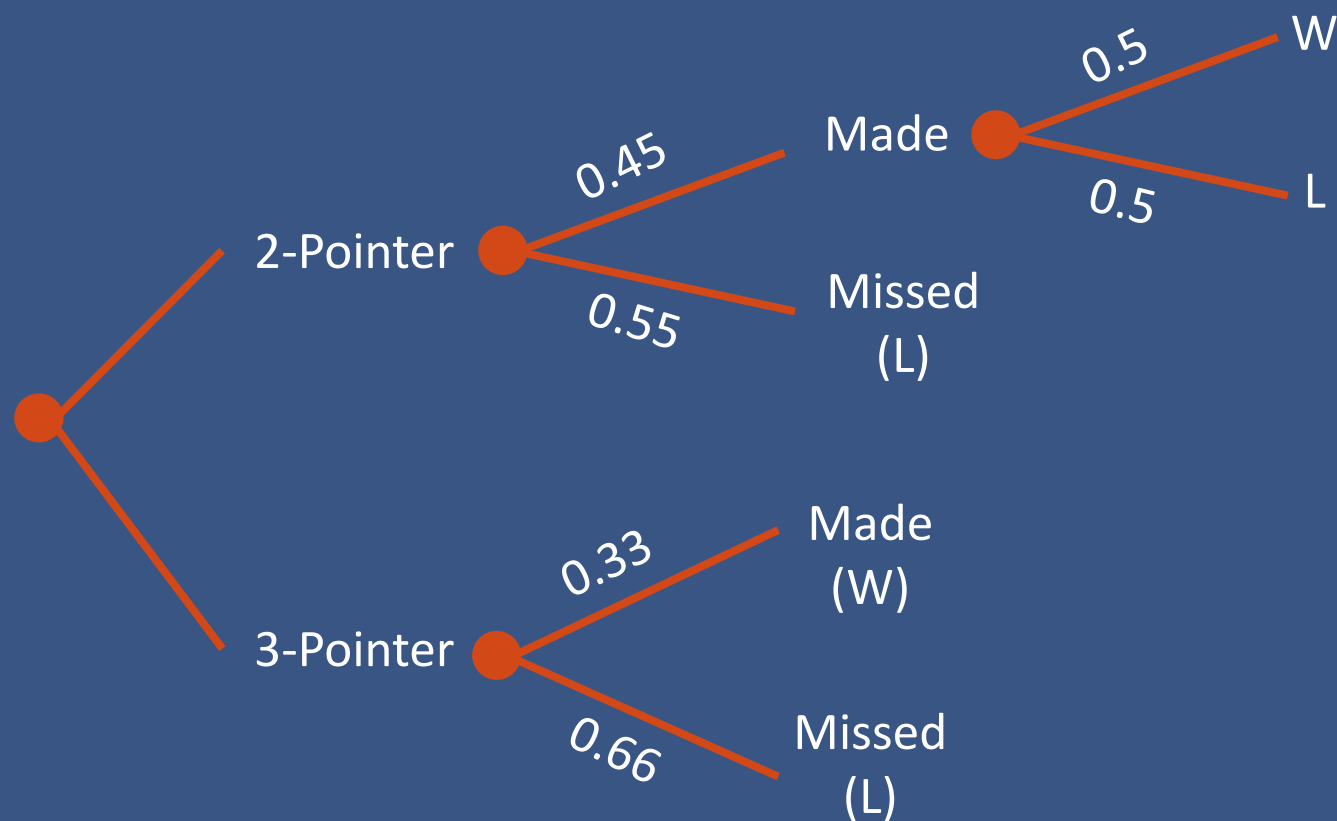 W
0.5
Made
0.5
L
0.45
2-Pointer
0.55
Missed
(L)
0.33
Made
(W)
3-Pointer
0.66
Missed
(L)